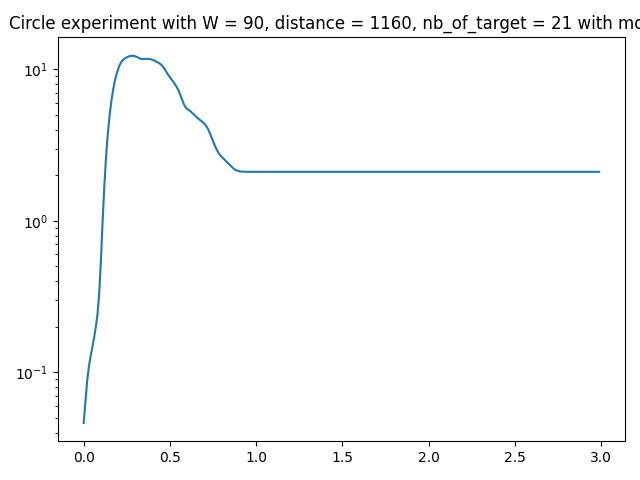 Circle experiment with W = 90, distance = 1160, nb_of_target = 21 with
10¹
10⁰
10⁻¹
0.0 0.5 1.0 1.5 2.0 2.5 3.0